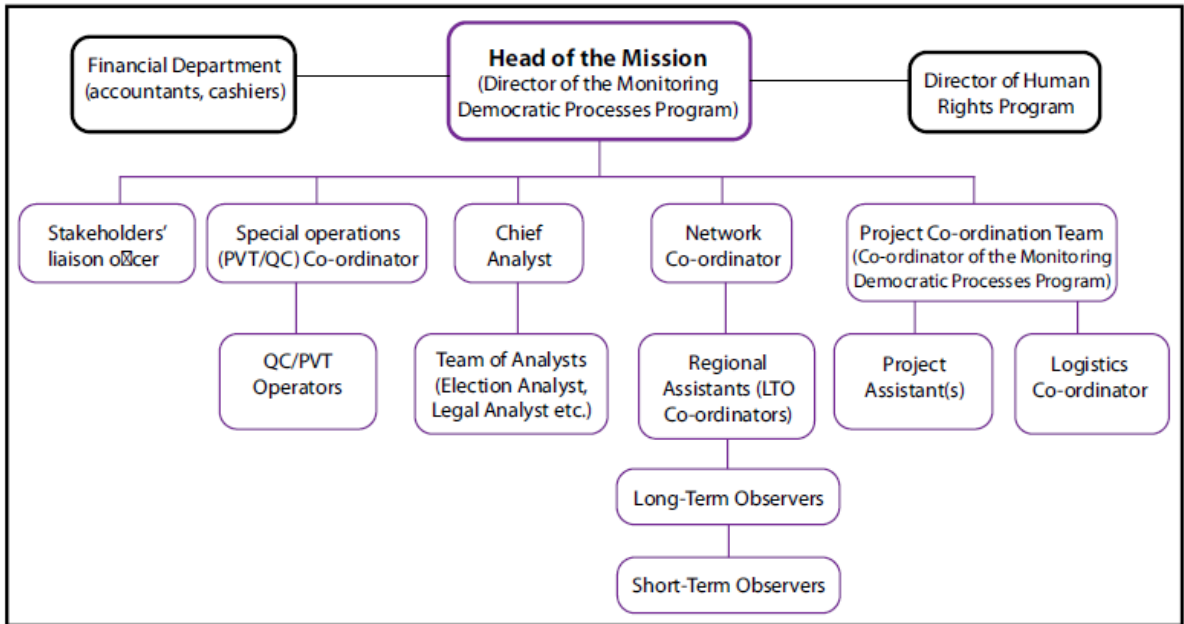 Financial Department
(accountants, cashiers)
Head of the Mission
(Director of the Monitoring
Democratic Processes Program)
Director of Human
Rights Program
Stakeholders’
liaison o☒cer
Special operations
(PVT/QC) Co-ordinator
Chief
Analyst
Network
Co-ordinator
Project Co-ordination Team
(Co-ordinator of the Monitoring
Democratic Processes Program)
QC/PVT
Operators
Team of Analysts
(Election Analyst,
Legal Analyst etc.)
Regional
Assistants (LTO
Co-ordinators)
Project
Assistant(s)
Logistics
Co-ordinator
Long-Term Observers
Short-Term Observers